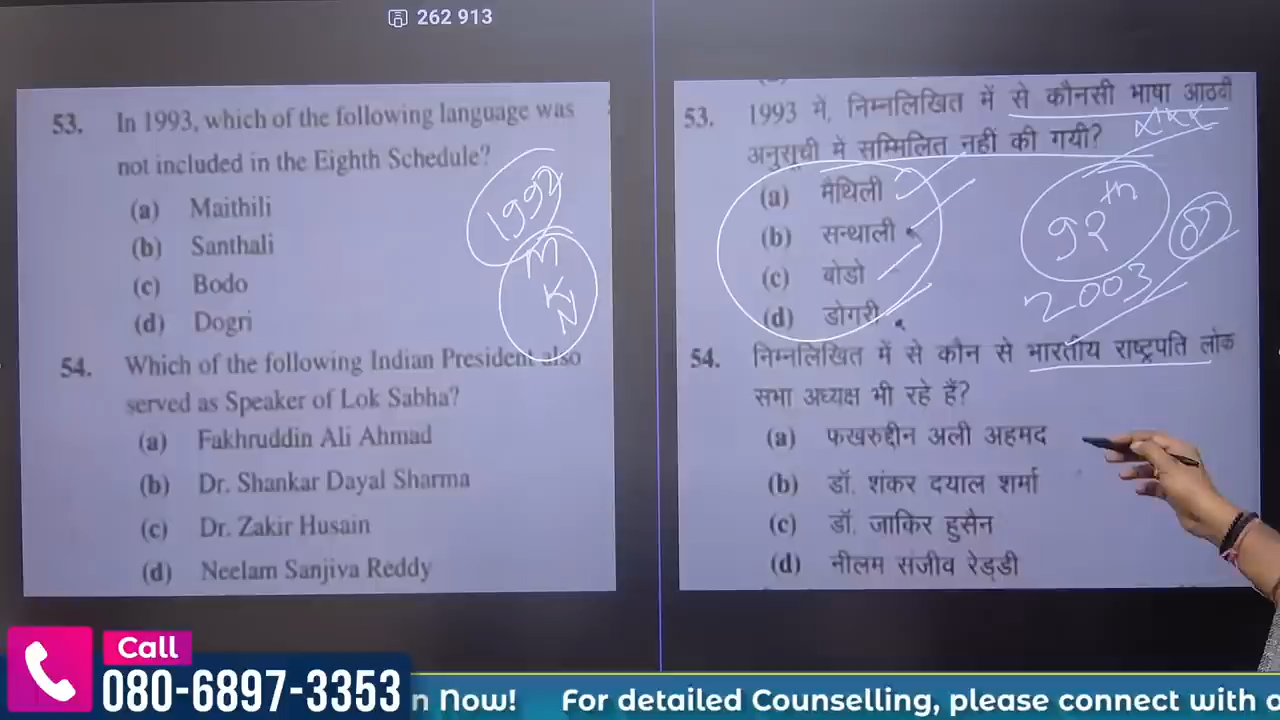 262 913
53. In 1993, which of the following language was
not included in the Eighth Schedule?
(a) Maithili
(b) Santhali
(c) Bodo
(d) Dogri
54. Which of the following Indian President also
served as Speaker of Lok Sabha?
(a) Fakhruddin Ali Ahmad
(b) Dr. Shankar Dayal Sharma
(c) Dr. Zakir Husain
(d) Neelam Sanjiva Reddy
1992
M
K
N
53. 1993 में, निम्नलिखित में से कौनसी भाषा आठवीं
अनुसूची में सम्मिलित नहीं की गयी?
(a) मैथिली
(b) सन्थाली
(c) बोडो
(d) डोगरी
92th
2003
54. निम्नलिखित में से कौन से भारतीय राष्ट्रपति लोक
सभा अध्यक्ष भी रहे हैं?
(a) फखरुद्दीन अली अहमद
(b) डॉ. शंकर दयाल शर्मा
(c) डॉ. जाकिर हुसैन
(d) नीलम संजीव रेड्डी
Call
080-6897-3353
n Now! For detailed Counselling, please connect with o